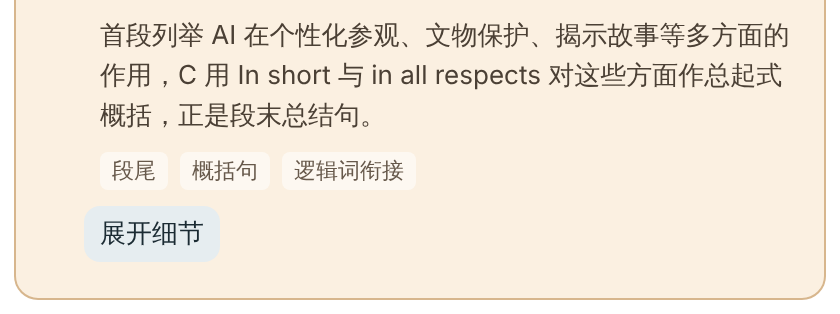 首段列举 AI 在个性化参观、文物保护、揭示故事等多方面的
作用，C 用 In short 与 in all respects 对这些方面作总起式
概括，正是段末总结句。
段尾 概括句 逻辑词衔接
展开细节